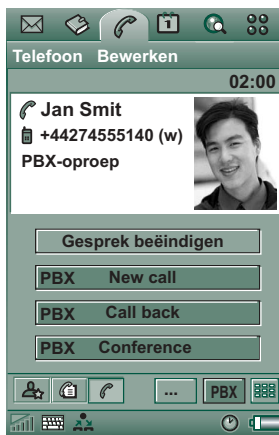 Telefoon Bewerken
02:00
Jan Smit
+44274555140 (w)
PBX-oproep
Gesprek beëindigen
PBX New call
PBX Call back
PBX Conference
... PBX